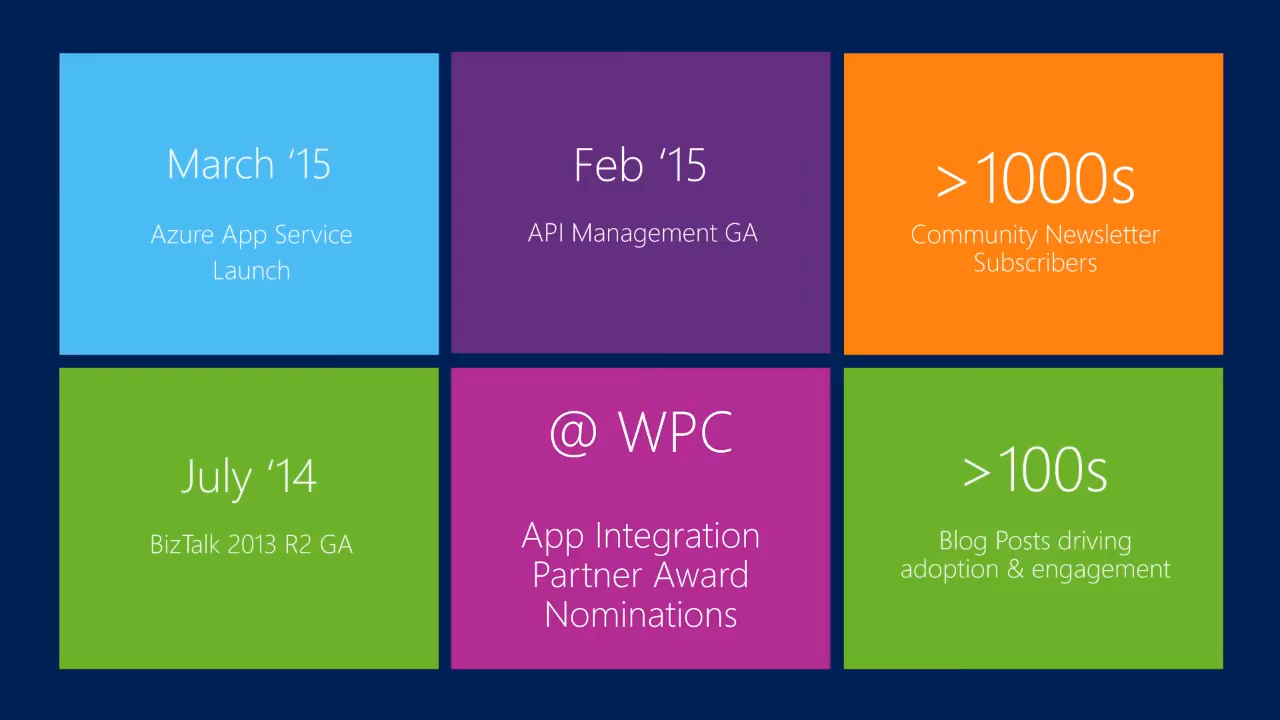 March ‘15
Azure App Service
Launch
Feb ‘15
API Management GA
>1000s
Community Newsletter
Subscribers
July ‘14
BizTalk 2013 R2 GA
@ WPC
App Integration
Partner Award
Nominations
>100s
Blog Posts driving
adoption & engagement